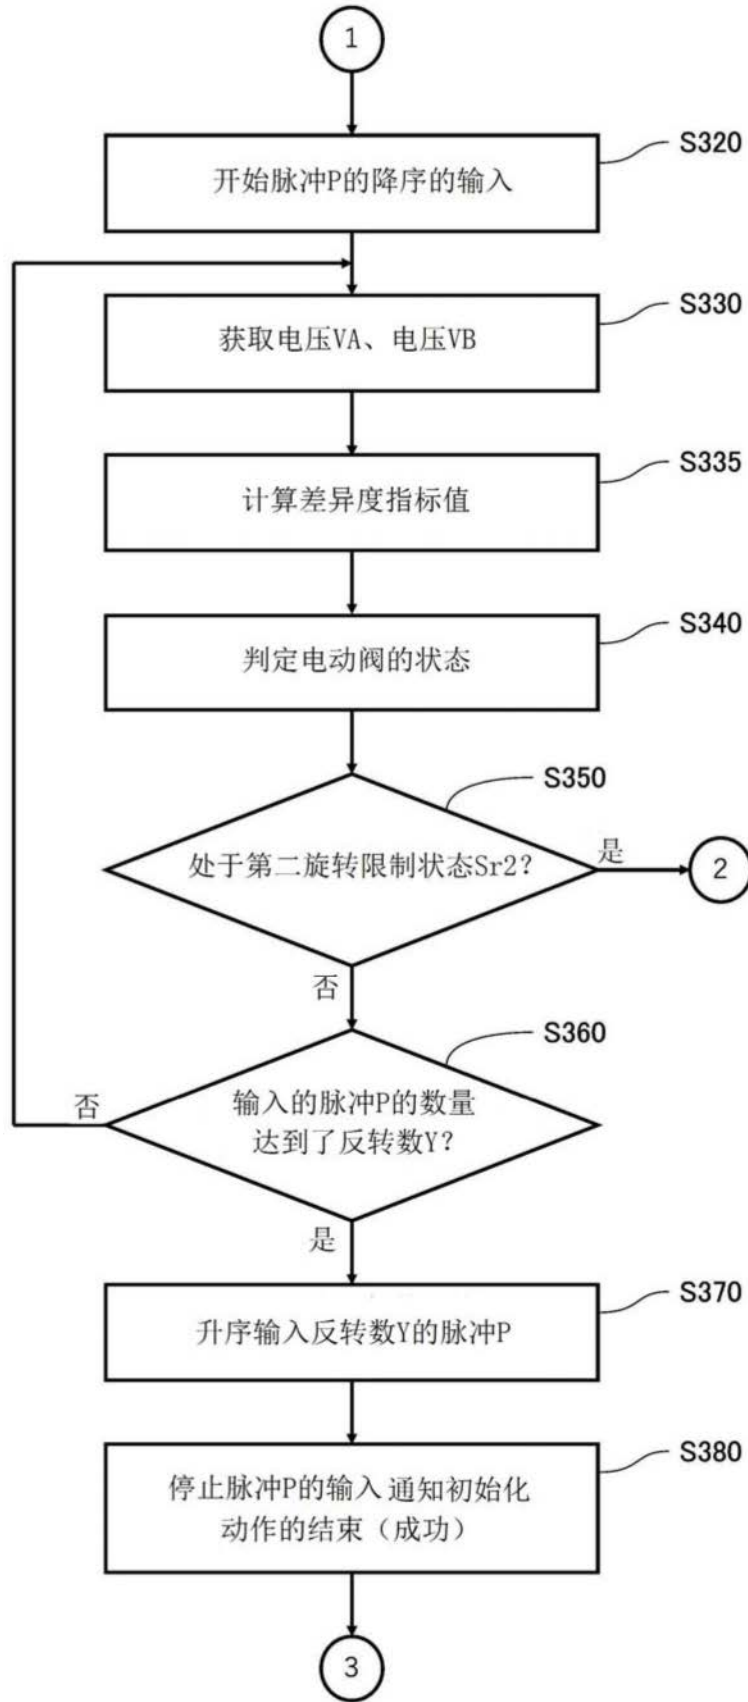 1
S320
开始脉冲P的降序的输入
S330
获取电压VA、电压VB
S335
计算差异度指标值
S340
判定电动阀的状态
S350
处于第二旋转限制状态Sr2?
是
2
否
S360
输入的脉冲P的数量
达到了反转数Y?
否
是
S370
升序输入反转数Y的脉冲P
S380
停止脉冲P的输入 通知初始化
动作的结束（成功）
3